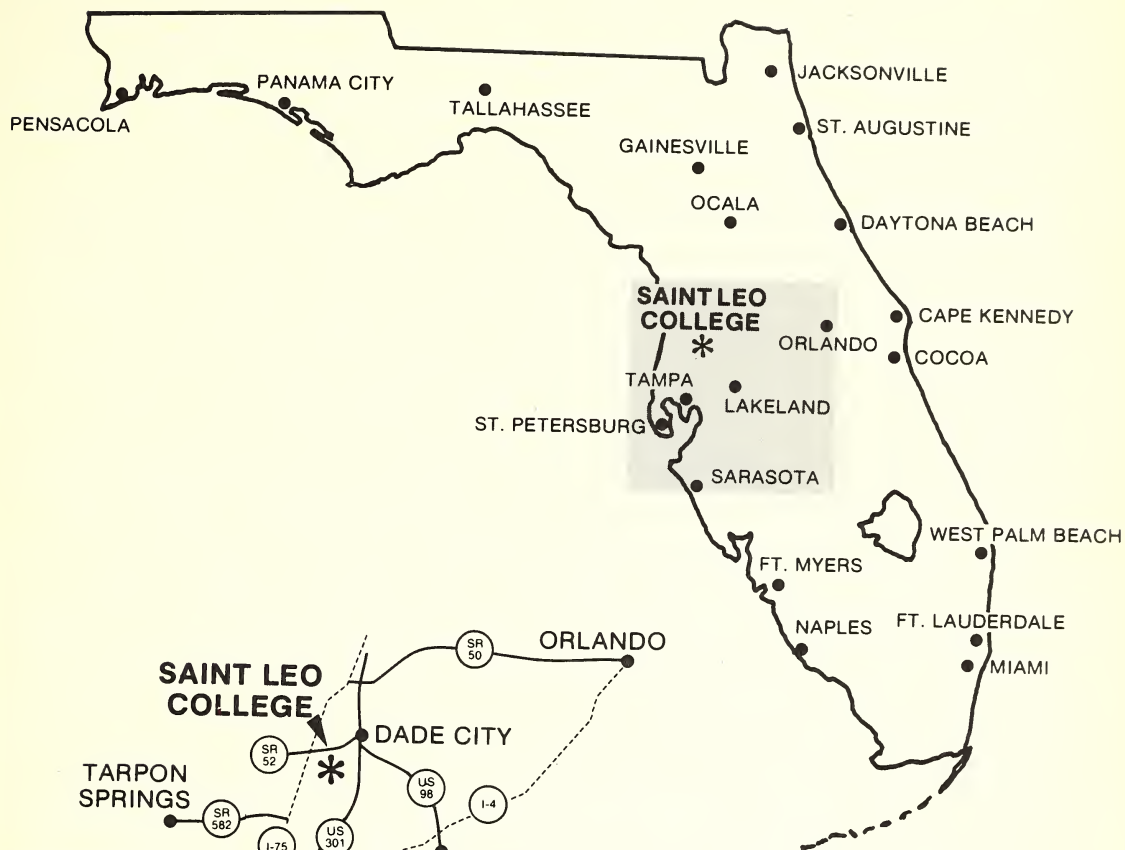 PENSACOLA
PANAMA CITY
TALLAHASSEE
JACKSONVILLE
ST. AUGUSTINE
GAINESVILLE
OCALA
DAYTONA BEACH
SAINT LEO
COLLEGE
CAPE KENNEDY
ORLANDO
COCOA
TAMPA
LAKELAND
ST. PETERSBURG
SARASOTA
WEST PALM BEACH
FT. MYERS
FT. LAUDERDALE
NAPLES
MIAMI
SR
50
ORLANDO
SAINT LEO
COLLEGE
DADE CITY
SR
52
TARPON
SPRINGS
US
98
I-4
SR
582
I-75
US
301